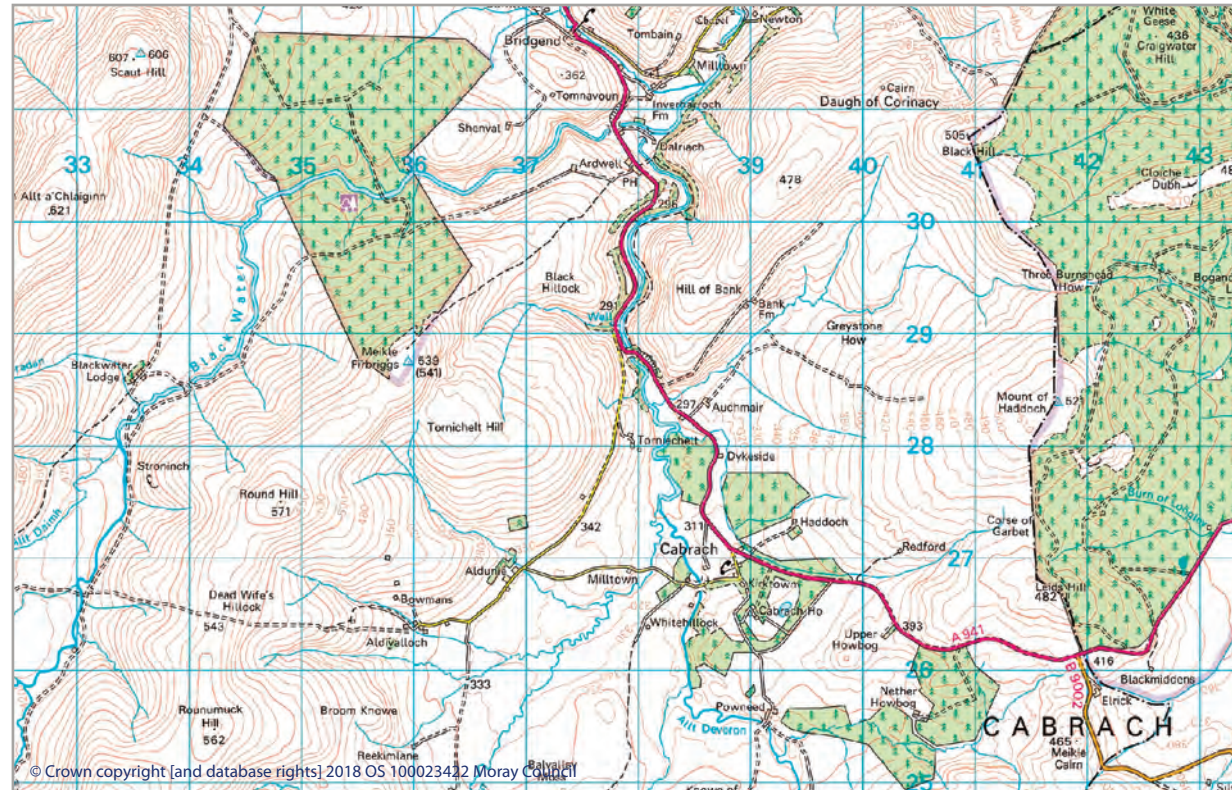 White
Geese
436
Craigwater
Hill
Chapel
Newton
Bridgend
Tombain
Milltown
607
606
Scaut Hill
362
Tomnavoun
Inverharroch
Fm
Cairn
Daugh of Corinacy
Shenval
505
Black Hill
Dalriach
Ardwell
PH
33
34
35
36
37
39
40
42
43
Cloiche
Dubh
Allt a'Chlaiginn
621
478
296
30
Black Water
Black
Hillock
Hill of Bank
Three Burnshead
How
291
Well
Bank
Fm
Greystone
How
29
Meikle
Firbriggs
539
(541)
Blackwater
Lodge
Mount of
Haddoch
52
297
Auchmair
Tornichelt Hill
28
Torniechelt
Dykeside
Stroninch
Round Hill
571
Allt Daimh
342
311
Haddoch
Corse of
Garbet
Cabrach
27
Redford
Aldunie
Milltown
Kirktown
Leids Hill
482
Dead Wife's
Hillock
543
Bowmans
Cabrach Ho
Whitehillock
Aldivalloch
Upper
Howbog
393
A 941
26
416
B 9002
Blackmiddens
333
Elrick
Nether
Howbog
Rounumuck
Hill
562
Broom Knowe
Powneed
Allt Deveron
CABRACH
465
Meikle
Cairn
Reekimlane
25
© Crown copyright [and database rights] 2018 OS 100023422 Moray Council